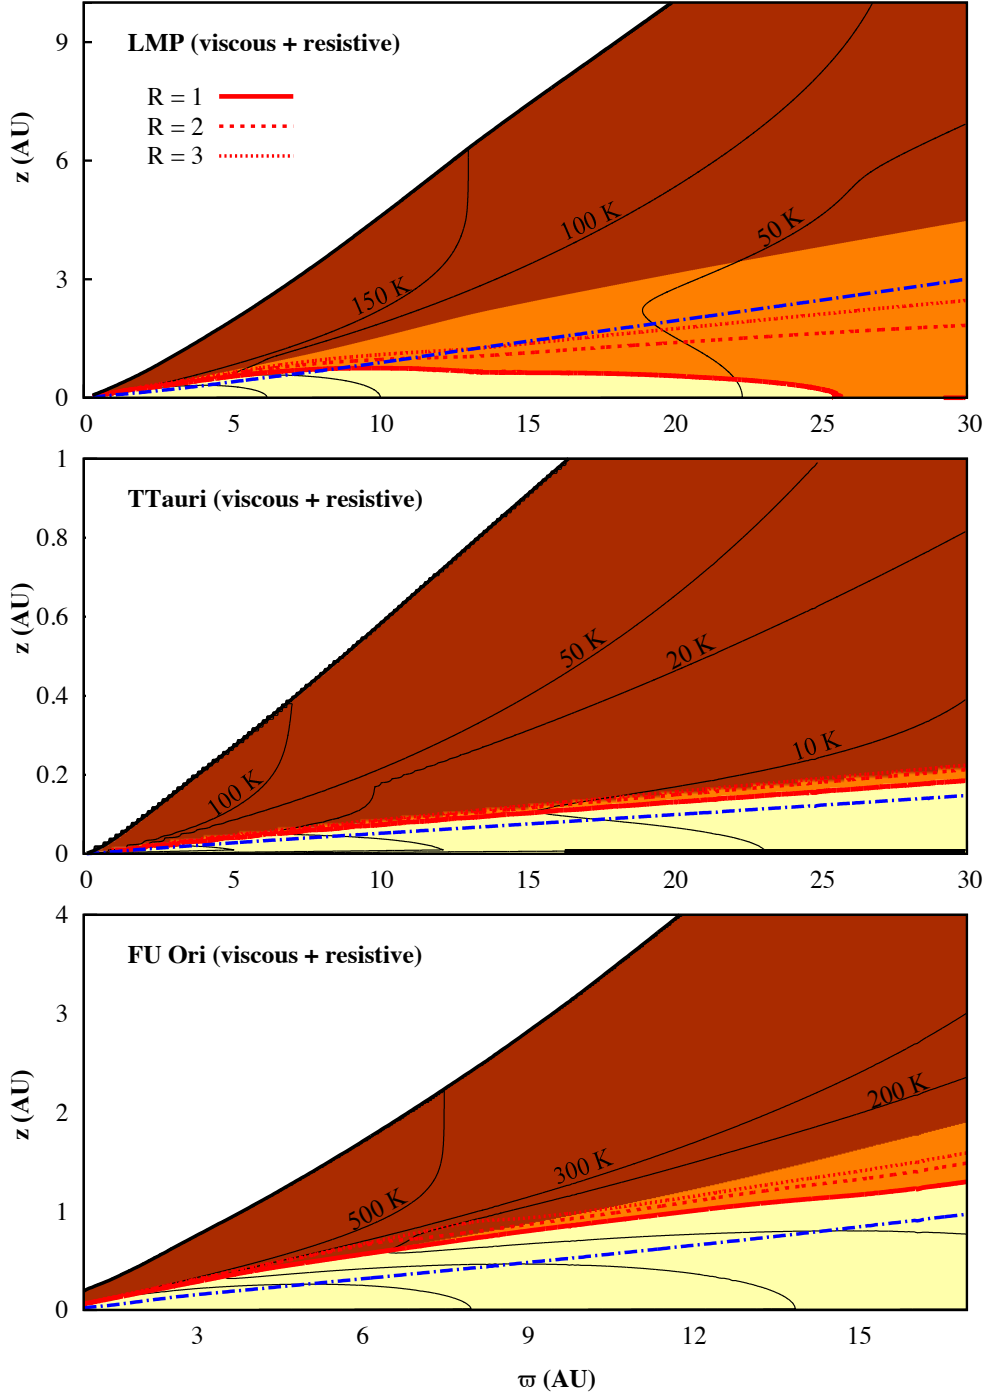 LMP (viscous + resistive)
R = 1
R = 2
R = 3
z (AU)
9
6
3
0
150 K
100 K
50 K
0 5 10 15 20 25 30
TTauri (viscous + resistive)
z (AU)
1
0.8
0.6
0.4
0.2
0
100 K
50 K
20 K
10 K
0 5 10 15 20 25 30
FU Ori (viscous + resistive)
z (AU)
4
3
2
1
0
500 K
300 K
200 K
3 6 9 12 15
ϖ (AU)